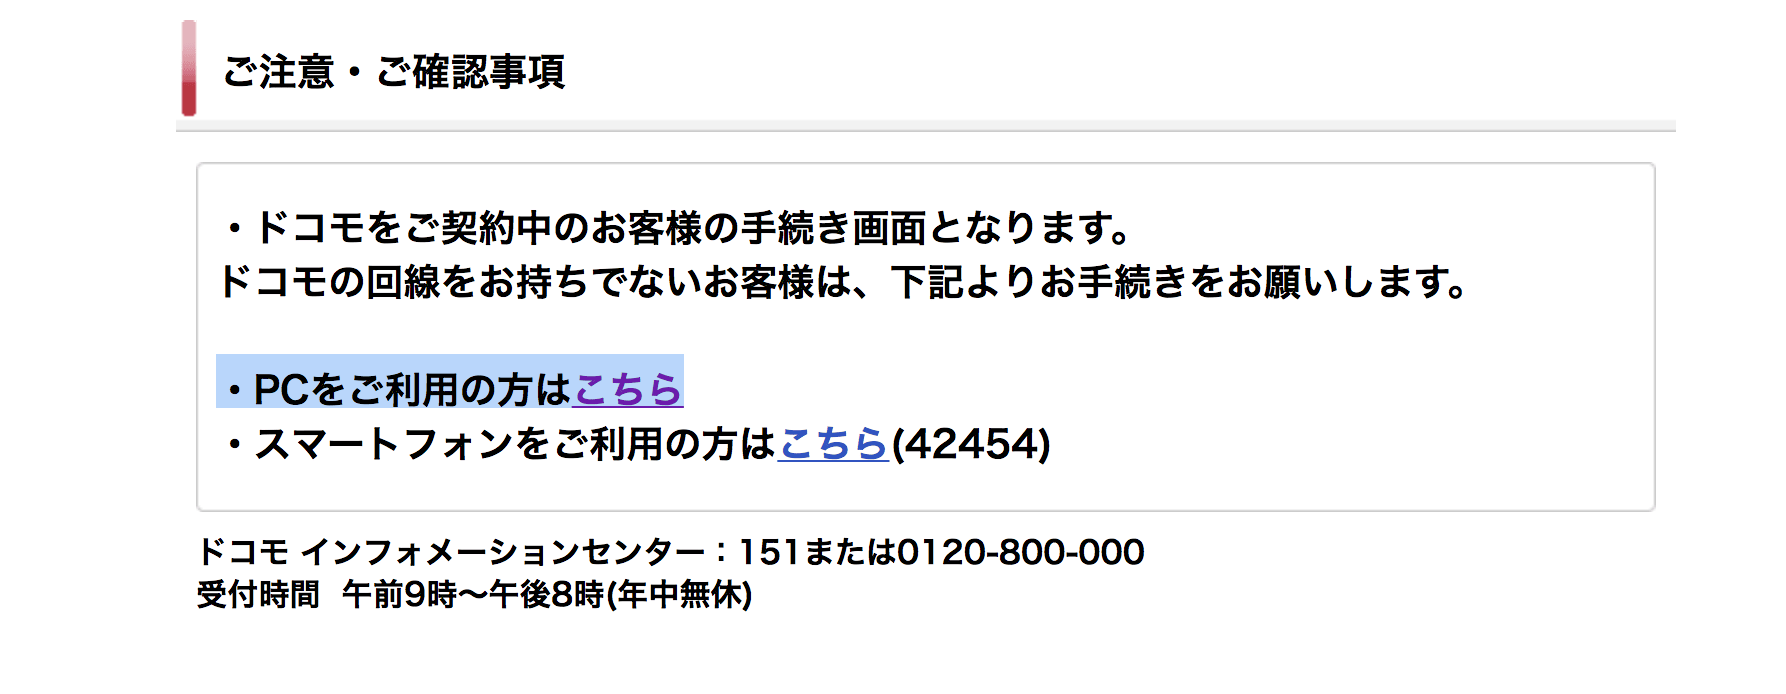 ご注意・ご確認事項
・ドコモをご契約中のお客様の手続き画面となります。
ドコモの回線をお持ちでないお客様は、下記よりお手続きをお願いします。
・PCをご利用の方はこちら
・スマートフォンをご利用の方はこちら(42454)
ドコモ インフォメーションセンター：151または0120-800-000
受付時間 午前9時〜午後8時(年中無休)